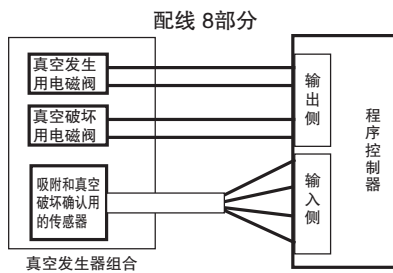 配线 8部分
真空发生
用电磁阀
真空破坏
用电磁阀
吸附和真空
破坏确认用
的传感器
真空发生器组合
输出侧
输入侧
程序控制器